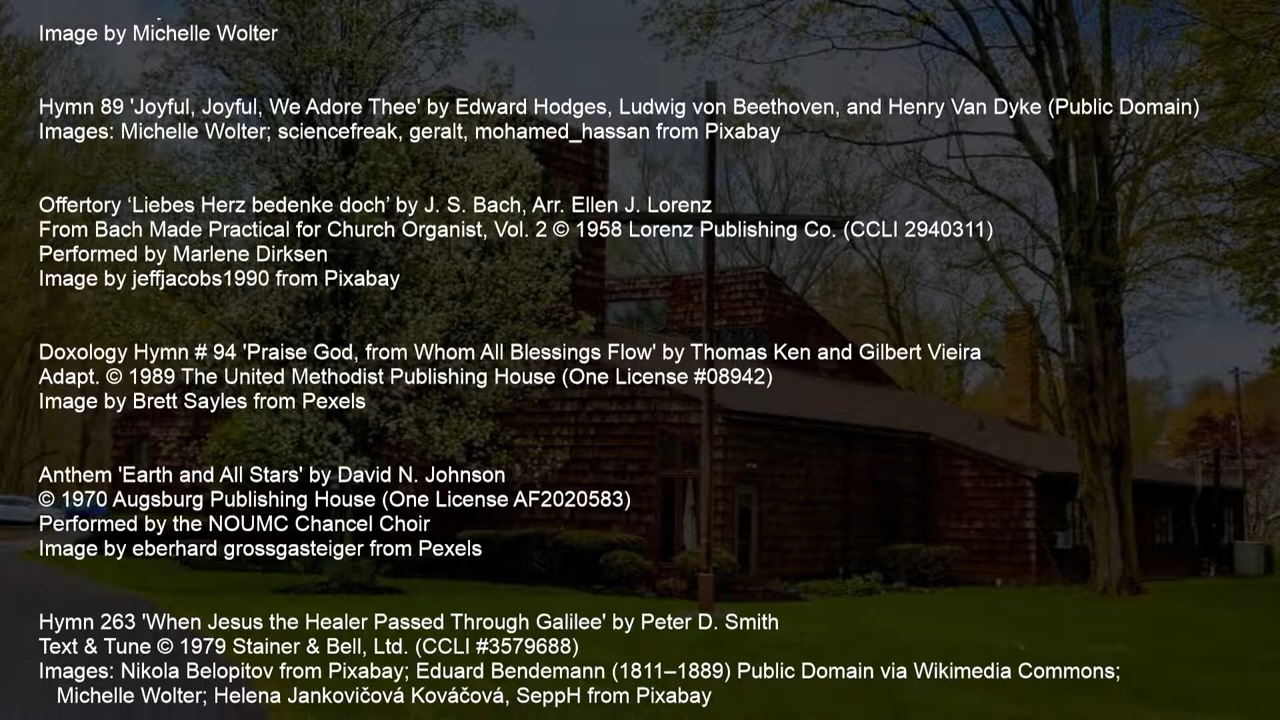 Image by Michelle Wolter
Hymn 89 'Joyful, Joyful, We Adore Thee' by Edward Hodges, Ludwig von Beethoven, and Henry Van Dyke (Public Domain)
Images: Michelle Wolter; sciencefreak, geralt, mohamed_hassan from Pixabay
Offertory ‘Liebes Herz bedenke doch’ by J. S. Bach, Arr. Ellen J. Lorenz
From Bach Made Practical for Church Organist, Vol. 2 © 1958 Lorenz Publishing Co. (CCLI 2940311)
Performed by Marlene Dirksen
Image by jeffjacobs1990 from Pixabay
Doxology Hymn # 94 'Praise God, from Whom All Blessings Flow' by Thomas Ken and Gilbert Vieira
Adapt. © 1989 The United Methodist Publishing House (One License #08942)
Image by Brett Sayles from Pexels
Anthem 'Earth and All Stars' by David N. Johnson
© 1970 Augsburg Publishing House (One License AF2020583)
Performed by the NOUMC Chancel Choir
Image by eberhard grossgasteiger from Pexels
Hymn 263 'When Jesus the Healer Passed Through Galilee' by Peter D. Smith
Text & Tune © 1979 Stainer & Bell, Ltd. (CCLI #3579688)
Images: Nikola Belopitov from Pixabay; Eduard Bendemann (1811–1889) Public Domain via Wikimedia Commons;
Michelle Wolter; Helena Jankovičová Kováčová, SeppH from Pixabay